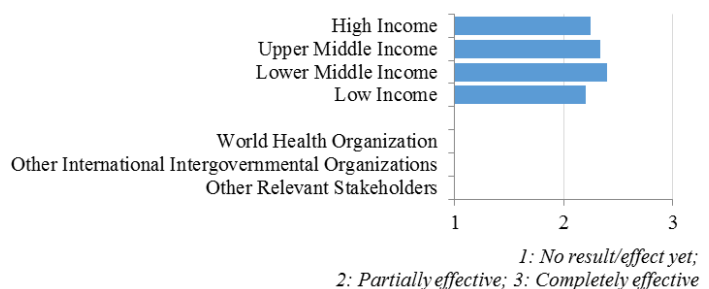 High Income
Upper Middle Income
Lower Middle Income
Low Income
World Health Organization
Other International Intergovernmental Organizations
Other Relevant Stakeholders
1 2 3
1: No result/effect yet;
2: Partially effective; 3: Completely effective